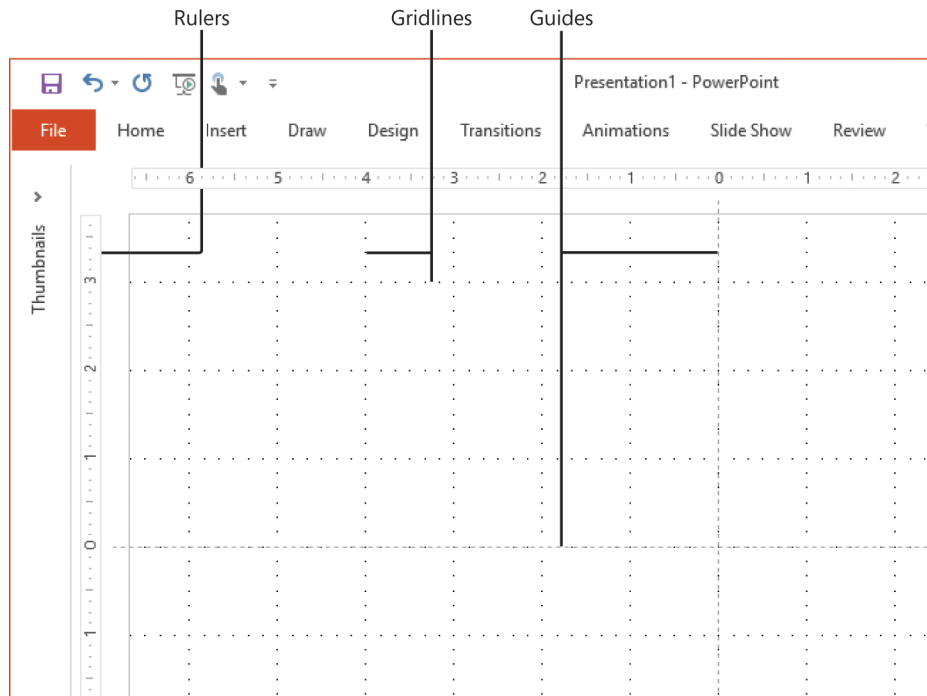 Rulers Gridlines Guides
Presentation1 - PowerPoint
File Home Insert Draw Design Transitions Animations Slide Show Review
6 5 4 3 2 1 0 1 2
Thumbnails
3
2
1
0
1